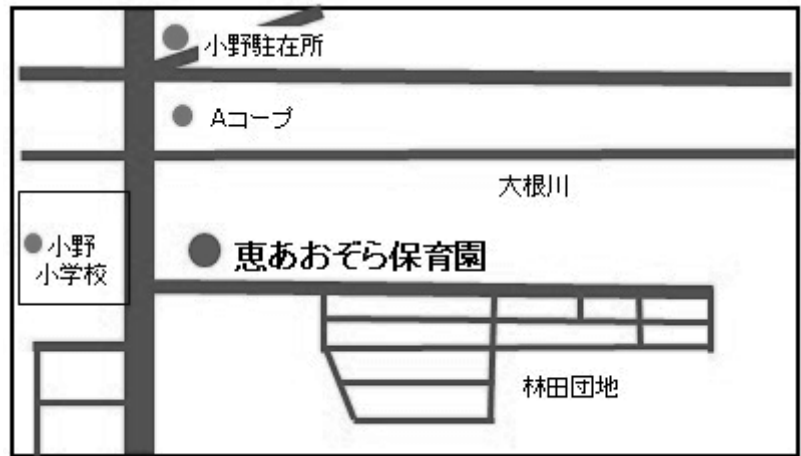 小野駐在所
Aコープ
大根川
小野
小学校
恵あおぞら保育園
林田団地